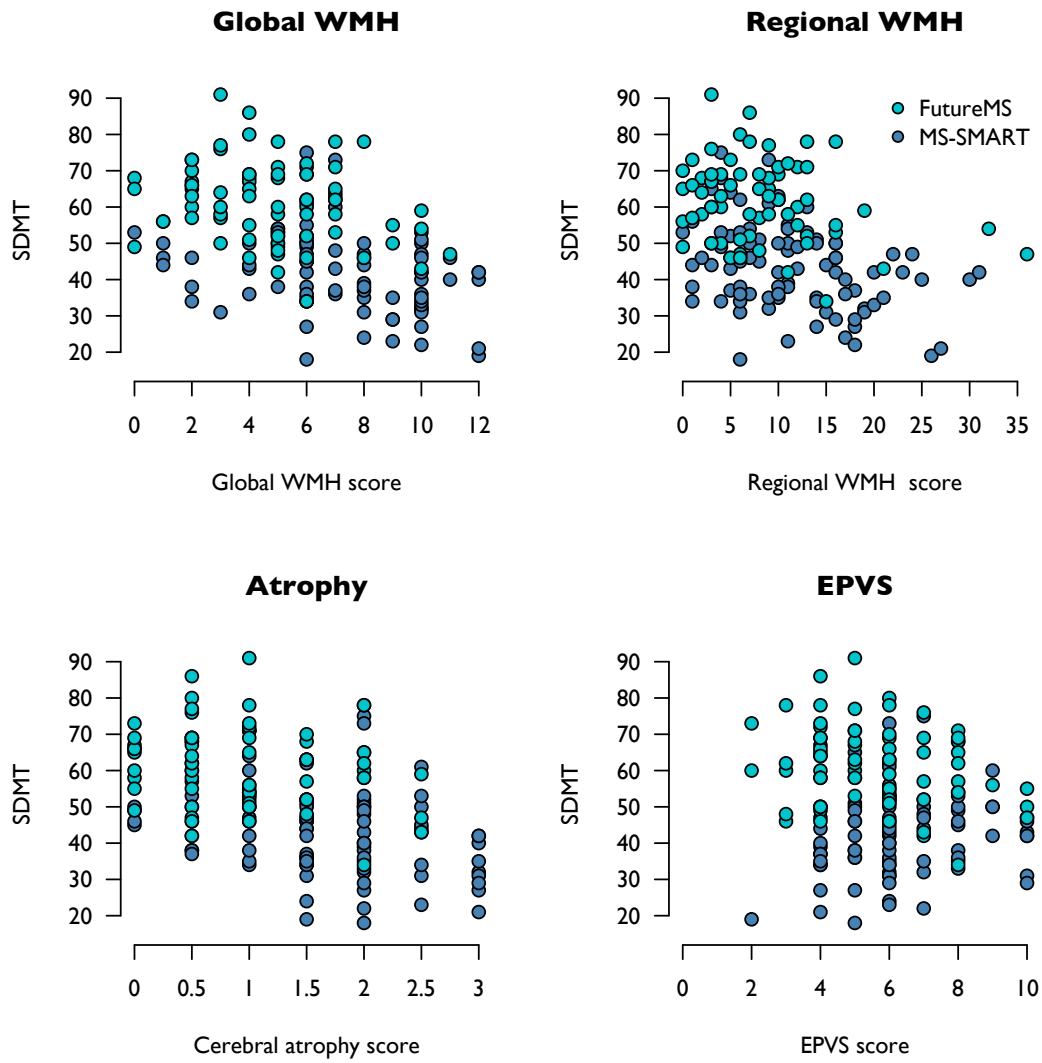 Global WMH
Regional WMH
SDMT
90
80
70
60
50
40
30
20
0 2 4 6 8 10 12
Global WMH score
SDMT
90
80
70
60
50
40
30
20
FutureMS
MS-SMART
0 5 10 15 20 25 30 35
Regional WMH score
Atrophy
EPVS
SDMT
90
80
70
60
50
40
30
20
0 0.5 1 1.5 2 2.5 3
Cerebral atrophy score
SDMT
90
80
70
60
50
40
30
20
0 2 4 6 8 10
EPVS score